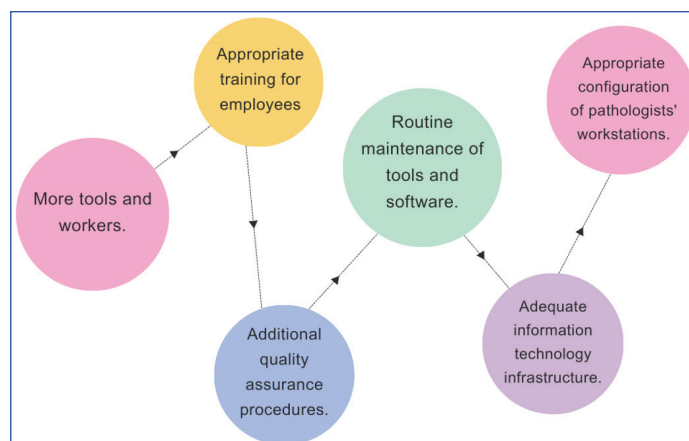 More tools and
workers.
Appropriate
training for
employees
Additional
quality
assurance
procedures.
Routine
maintenance of
tools and
software.
Adequate
information
technology
infrastructure.
Appropriate
configuration
of pathologists'
workstations.